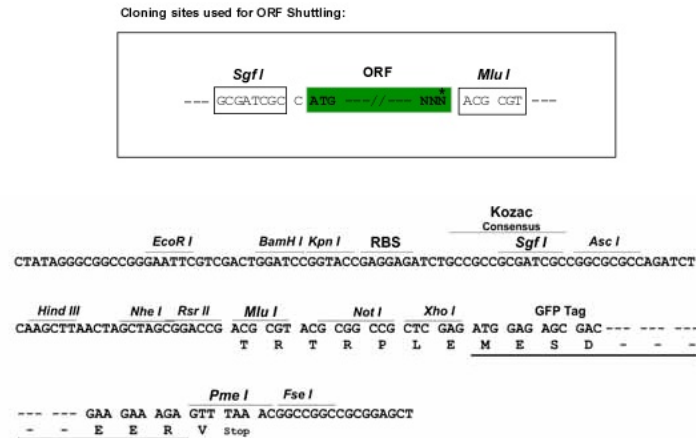 Cloning sites used for ORF Shuttling:
Sgf I ORF Mlu I
--- GCGATCGC C ATG ---//--- NNN* ACG CGT ---
Kozac
Consensus
EcoR I BamH I Kpn I RBS Sgf I Asc I
CTATAGGGCGGCCGGGAATTCGTCGACTGGATCCGGTACCGAGGAGATCTGCCGCCGCGATCGCCGGCGCGCCAGATCT
Hind III Nhe I Rsr II Mlu I Not I Xho I GFP Tag
CAAGCTTAACTAGCTAGCGGACCG ACG CGT ACG CGG CCG CTC GAG ATG GAG AGC GAC --- --- ---
T R T R P L E M E S D - - -
Pme I Fse I
--- --- GAA GAA AGA GTT TAA ACGGCCGGCCGCGGAGCT
- - E E R V Stop